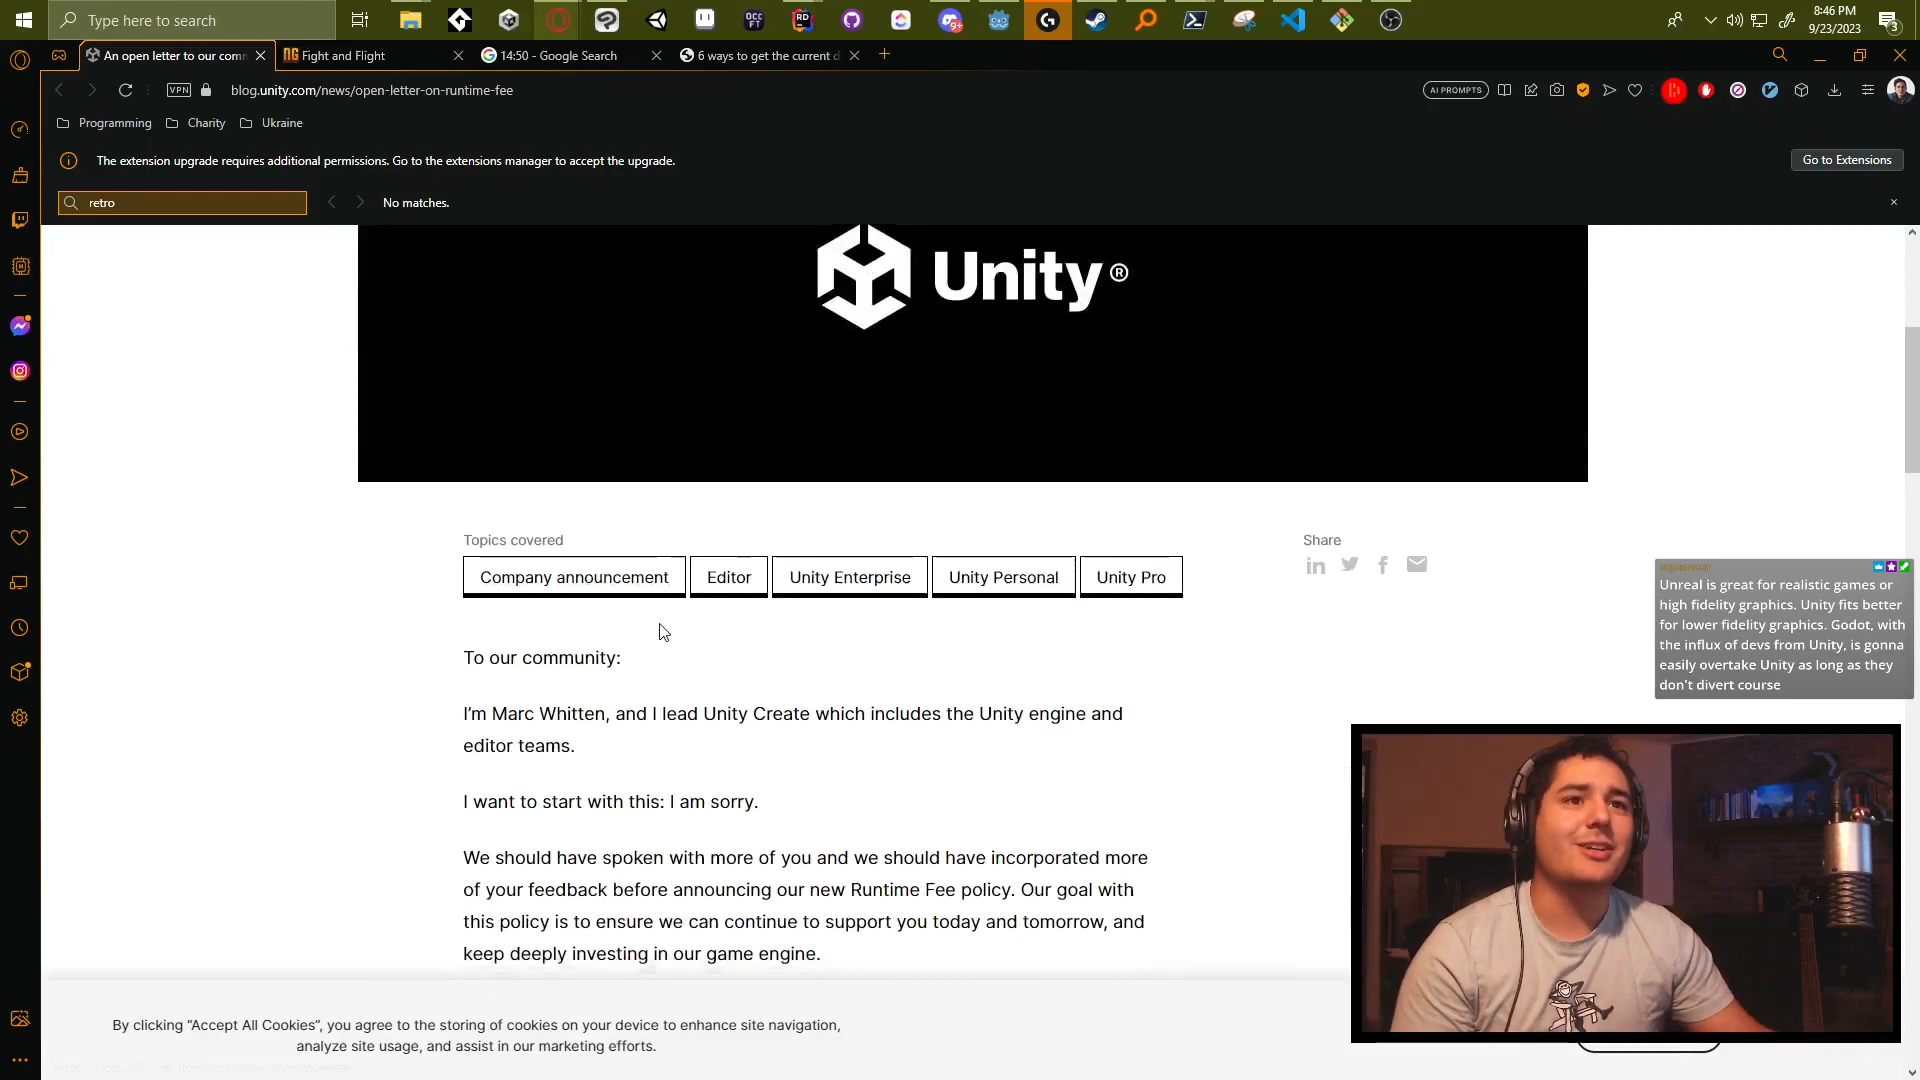 Type here to search
8:46 PM
9/23/2023
3
An open letter to our com
NG Fight and Flight
14:50 - Google Search
6 ways to get the current d
VPN
blog.unity.com/news/open-letter-on-runtime-fee
AI PROMPTS
Programming
Charity
Ukraine
The extension upgrade requires additional permissions. Go to the extensions manager to accept the upgrade.
Go to Extensions
retro
No matches.
Unity®
Topics covered
Share
Company announcement
Editor
Unity Enterprise
Unity Personal
Unity Pro
Unreal is great for realistic games or
high fidelity graphics. Unity fits better
for lower fidelity graphics. Godot, with
the influx of devs from Unity, is gonna
easily overtake Unity as long as they
don't divert course
To our community:
I'm Marc Whitten, and I lead Unity Create which includes the Unity engine and
editor teams.
I want to start with this: I am sorry.
We should have spoken with more of you and we should have incorporated more
of your feedback before announcing our new Runtime Fee policy. Our goal with
this policy is to ensure we can continue to support you today and tomorrow, and
keep deeply investing in our game engine.
By clicking “Accept All Cookies”, you agree to the storing of cookies on your device to enhance site navigation,
analyze site usage, and assist in our marketing efforts.